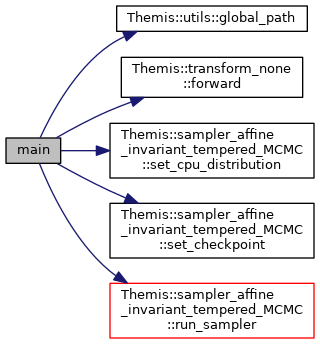 main
Themis::utils::global_path
Themis::transform_none
::forward
Themis::sampler_affine
_invariant_tempered_MCMC
::set_cpu_distribution
Themis::sampler_affine
_invariant_tempered_MCMC
::set_checkpoint
Themis::sampler_affine
_invariant_tempered_MCMC
::run_sampler